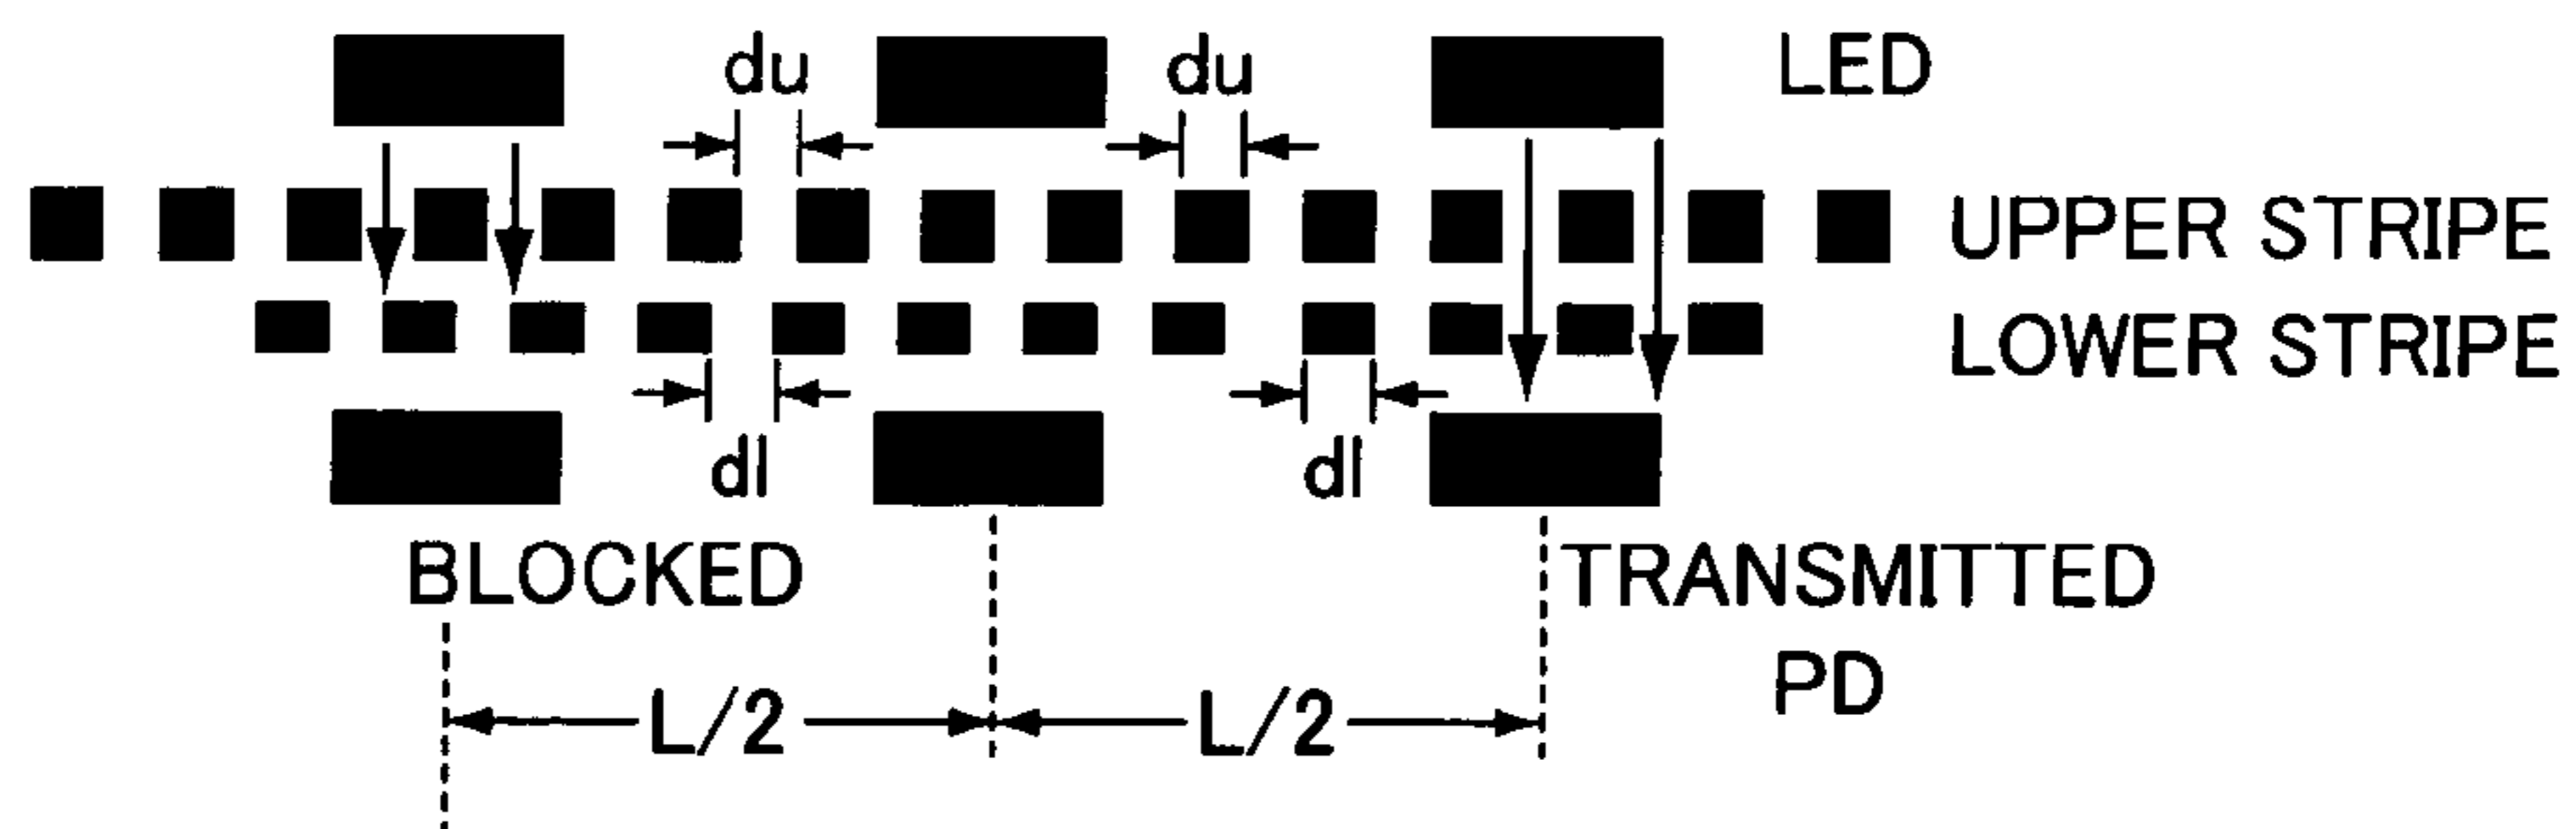 du
du
LED
UPPER STRIPE
LOWER STRIPE
dl
dl
BLOCKED
TRANSMITTED
PD
L/2
L/2